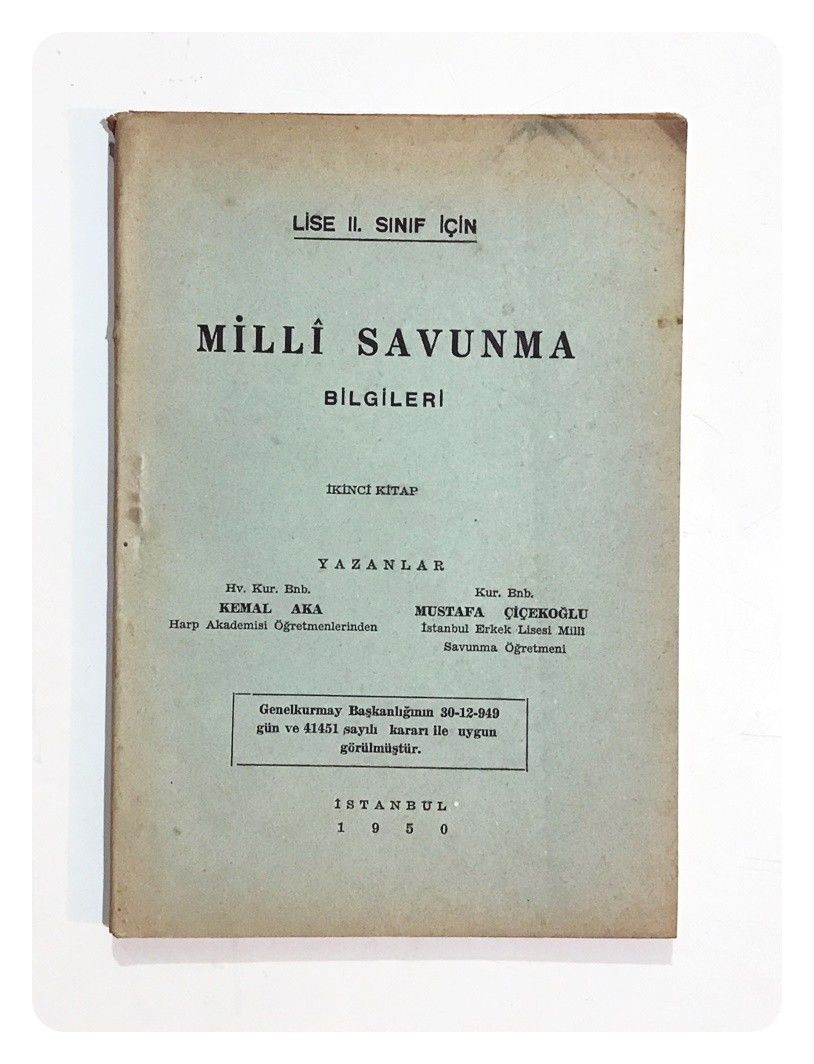 LİSE II. SINIF İÇİN
MİLLÎ SAVUNMA
BİLGİLERİ
İKİNCİ KİTAP
YAZANLAR
Hv. Kur. Bnb.
KEMAL AKA
Harp Akademisi Öğretmenlerinden
Kur. Bnb.
MUSTAFA ÇİÇEKOĞLU
İstanbul Erkek Lisesi Millî
Savunma Öğretmeni
Genelkurmay Başkanlığının 30-12-949
gün ve 41451 sayılı kararı ile uygun
görülmüştür.
İSTANBUL
1950